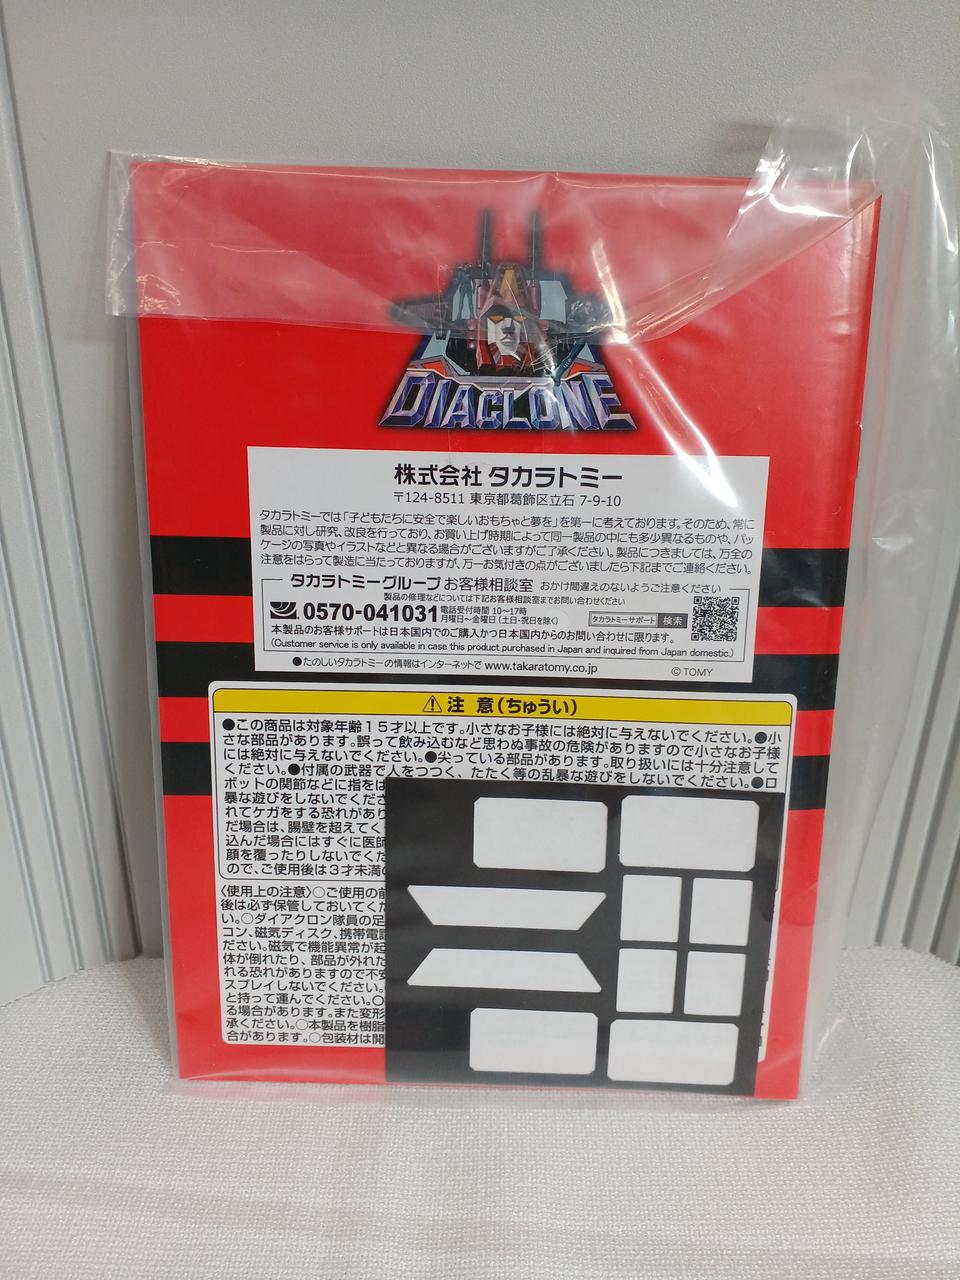 DIACLONE
株式会社 タカラトミー
〒124-8511 東京都葛飾区立石 7-9-10
タカラトミーでは「子どもたちに安全で楽しいおもちゃと夢を」を第一に考えております。そのため、常に
製品に対し研究、改良を行っており、お買い上げ時期によって同一製品の中にも多少異なるものや、パッ
ケージの写真やイラストなどと異なる場合がございますがご了承ください。製品につきましては、万全の
注意をはらって製造に当たっておりますが、万一お気付きの点がございましたら下記までご連絡ください。
タカラトミーグループ お客様相談室 おかけ間違えのないようご注意ください
製品の修理などについては下記お客様相談室までお問い合わせください
0570-041031 電話受付時間 10〜17時
月曜日〜金曜日(土日・祝日を除く)
タカラトミーサポート 検索
本製品のお客様サポートは日本国内でのご購入かつ日本国内からのお問い合わせに限ります。
(Customer service is only available in case this product purchased in Japan and inquired from Japan domestic.)
●たのしいタカラトミーの情報はインターネットで www.takaratomy.co.jp
© TOMY
注 意(ちゅうい)
●この商品は対象年齢15才以上です。小さなお子様には絶対に与えないでください。●小
さな部品があります。誤って飲み込むなど思わぬ事故の危険がありますので小さなお子様
には絶対に与えないでください。●尖っている部品があります。取り扱いには十分注意して
ください。●付属の武器で人をつつく、たたく等の乱暴な遊びをしないでください。●ロ
ボットの関節などに指をは
暴な遊びをしないでくださ
れてケガをする恐れがあり
だ場合は、腸壁を超えてく
込んだ場合にはすぐに医師
顔を覆ったりしないでくだ
ので、ご使用後は3才未満の
〈使用上の注意〉○ご使用の前
後は必ず保管しておいてくだ
い。○ダイアクロン隊員の足
コン、磁気ディスク、携帯電話
ださい。磁気で機能異常が起
体が倒れたり、部品が外れた
れる恐れがありますので不安
スプレイしないでください。
と持って運んでください。○
る場合があります。また変形
承ください。○本製品を樹脂
合があります。○包装材は開